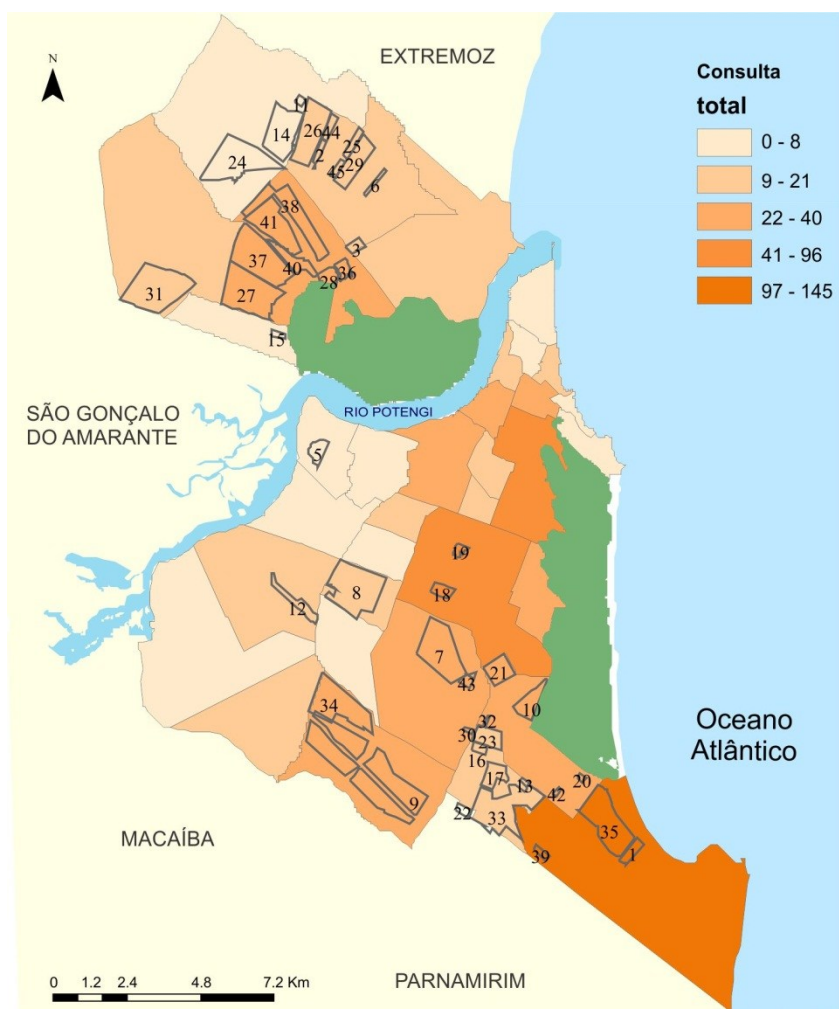 EXTREMOZ
N
Consulta
total
0 - 8
9 - 21
22 - 40
41 - 96
97 - 145
11
14
26
44
2
25
24
45
29
6
38
41
3
37
40
36
28
31
27
15
SÃO GONÇALO
DO AMARANTE
RIO POTENGI
5
19
8
18
12
7
21
43
10
34
32
30
23
Oceano
Atlântico
16
17
13
20
42
9
22
33
35
1
39
MACAÍBA
0 1.2 2.4 4.8 7.2 Km
PARNAMIRIM